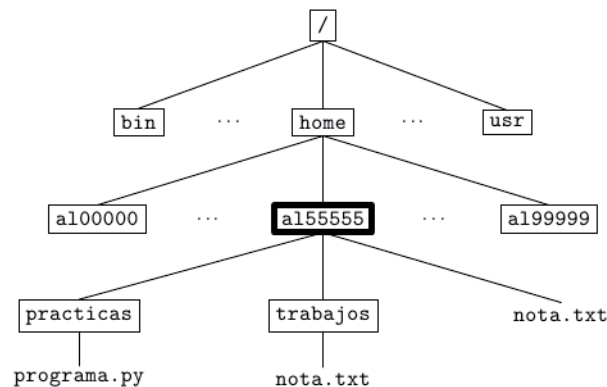 /
bin ... home ... usr
al00000 ... al55555 ... al99999
practicas trabajos nota.txt
programa.py nota.txt